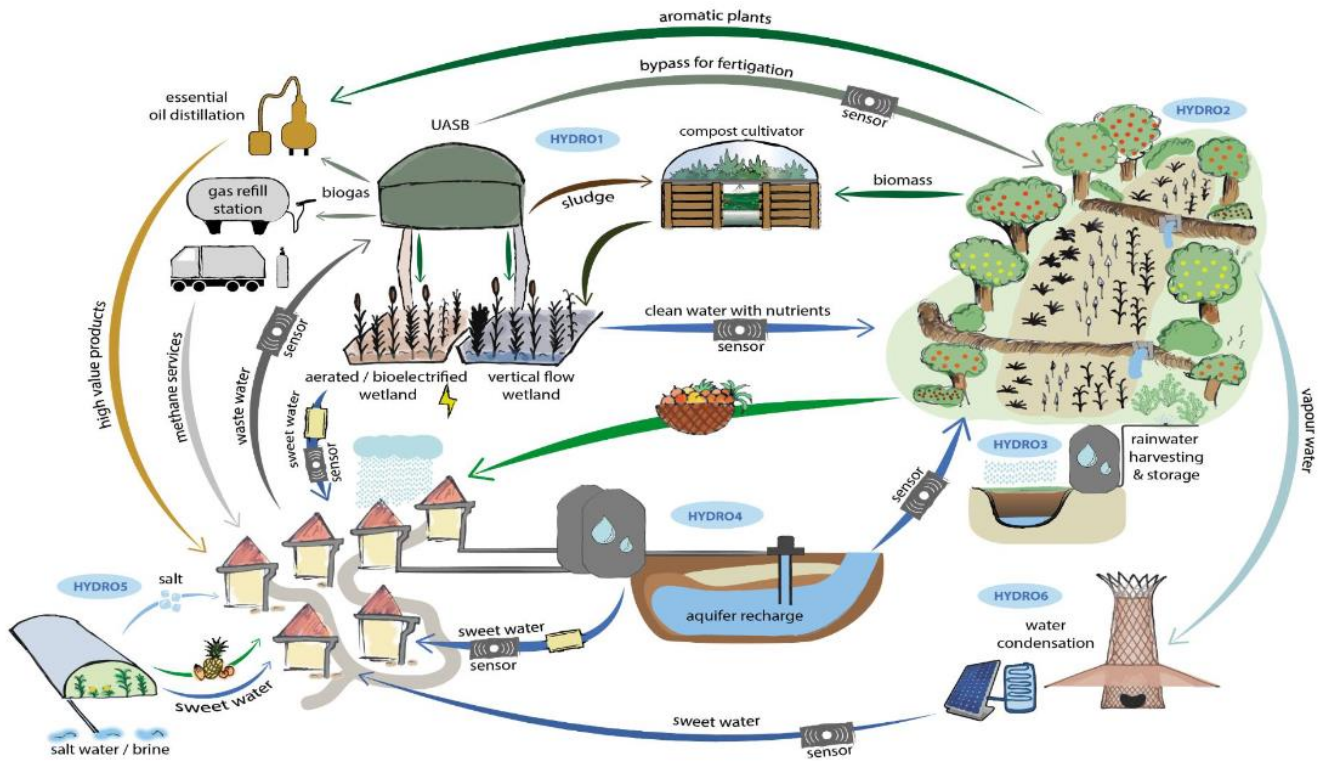 aromatic plants
bypass for fertigation
sensor
HYDRO2
essential
oil distillation
UASB
HYDRO1
compost cultivator
gas refill
station
biogas
sludge
biomass
high value products
methane services
waste water
sensor
clean water with nutrients
sensor
aerated / bioelectrified
wetland
vertical flow
wetland
sweet water
sensor
vapour water
HYDRO3
rainwater
harvesting
& storage
sensor
HYDRO4
aquifer recharge
HYDRO5
salt
sweet water
sensor
HYDRO6
water
condensation
sweet water
salt water / brine
sweet water
sensor